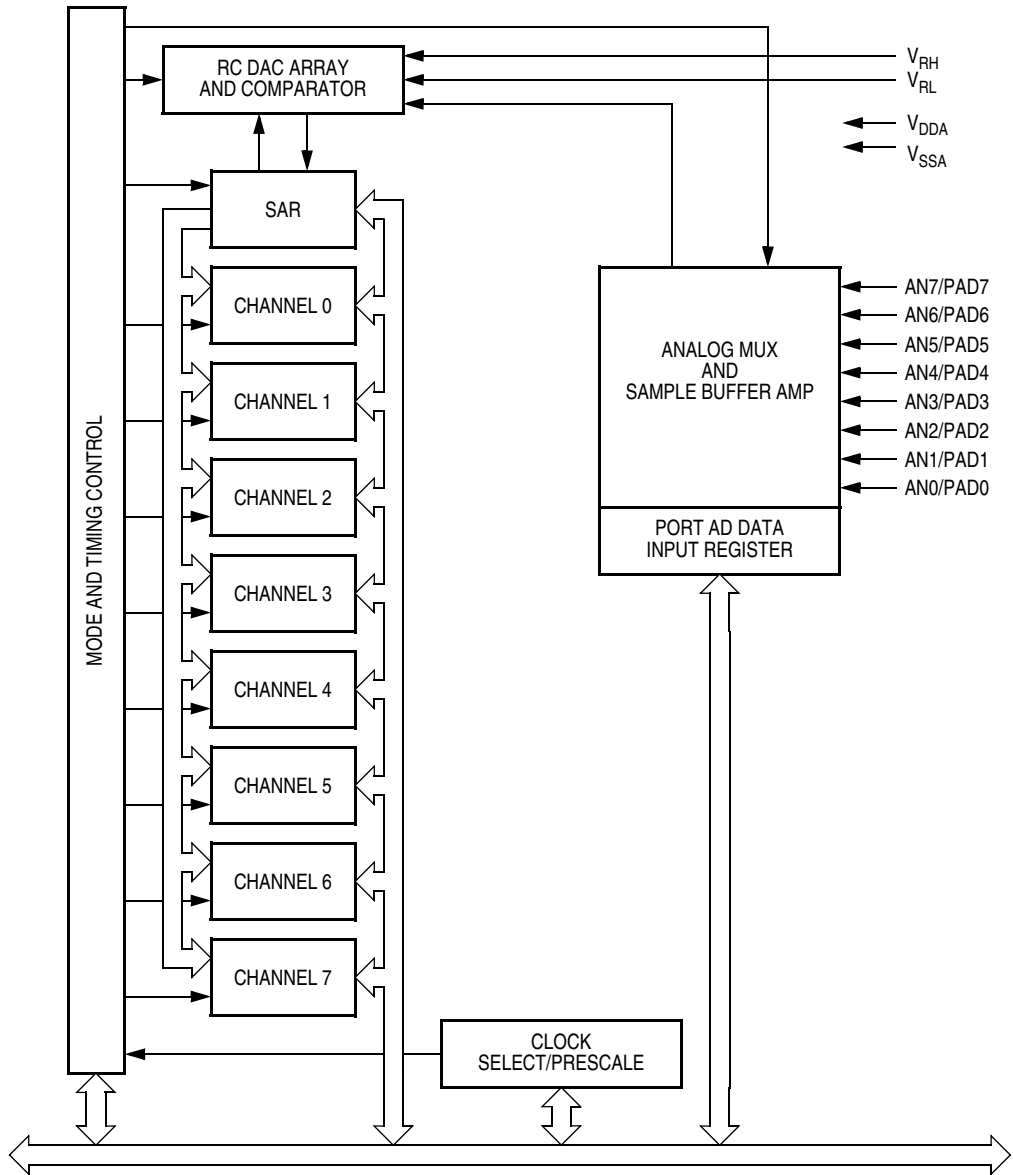 RC DAC ARRAY
AND COMPARATOR
V_RH
V_RL
V_DDA
V_SSA
SAR
MODE AND TIMING CONTROL
CHANNEL 0
CHANNEL 1
CHANNEL 2
CHANNEL 3
CHANNEL 4
CHANNEL 5
CHANNEL 6
CHANNEL 7
ANALOG MUX
AND
SAMPLE BUFFER AMP
AN7/PAD7
AN6/PAD6
AN5/PAD5
AN4/PAD4
AN3/PAD3
AN2/PAD2
AN1/PAD1
AN0/PAD0
PORT AD DATA
INPUT REGISTER
CLOCK
SELECT/PRESCALE